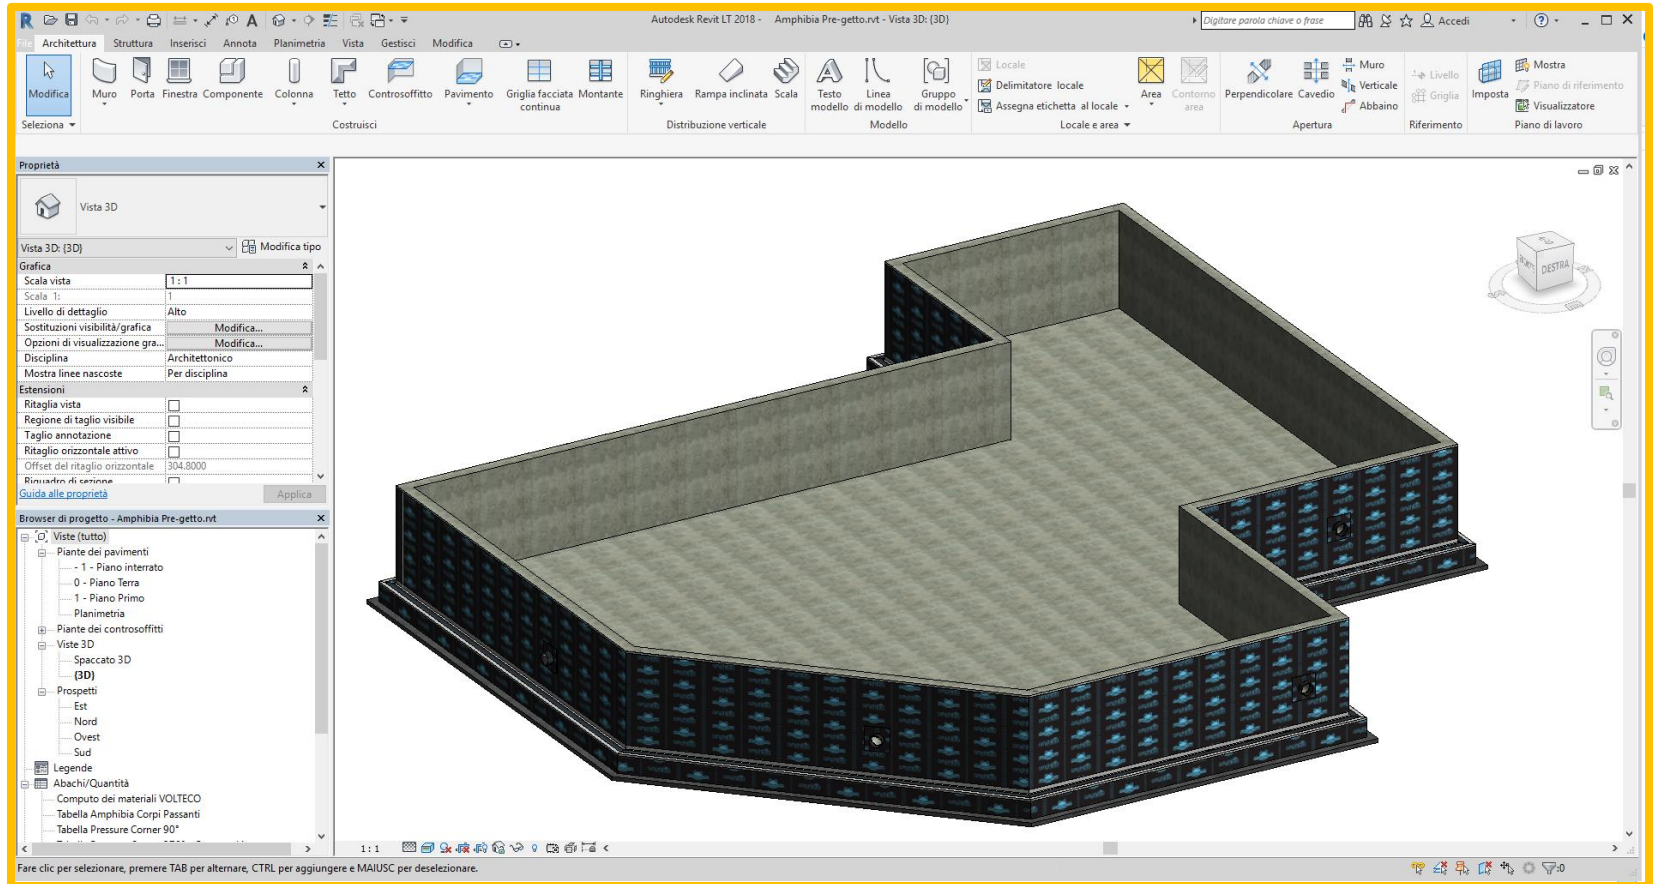 Autodesk Revit LT 2018 - Amphibia Pre-getto.rvt - Vista 3D: {3D}
Digitare parola chiave o frase
Accedi
File Architettura Struttura Inserisci Annota Planimetria Vista Gestisci Modifica
Modifica Muro Porta Finestra Componente Colonna Tetto Controsoffitto Pavimento Griglia facciata continua Montante
Ringhiera Rampa inclinata Scala
Testo modello Linea di modello Gruppo di modello
Locale
Delimitatore locale
Assegna etichetta al locale
Area Contorno area
Perpendicolare Cavedio
Muro
Verticale
Abbaino
Livello
Griglia
Imposta
Mostra
Piano di riferimento
Visualizzatore
Seleziona Costruisci Distribuzione verticale Modello Locale e area Apertura Riferimento Piano di lavoro
Proprietà
Vista 3D
Vista 3D: {3D} Modifica tipo
Grafica
Scala vista 1 : 1
Scala 1: 1
Livello di dettaglio Alto
Sostituzioni visibilità/grafica Modifica...
Opzioni di visualizzazione gra... Modifica...
Disciplina Architettonico
Mostra linee nascoste Per disciplina
Estensioni
Ritaglia vista
Regione di taglio visibile
Taglio annotazione
Ritaglio orizzontale attivo
Offset del ritaglio orizzontale 304.8000
Riquadro di sezione
Guida alle proprietà Applica
Browser di progetto - Amphibia Pre-getto.rvt
Viste (tutto)
Piante dei pavimenti
- 1 - Piano interrato
0 - Piano Terra
1 - Piano Primo
Planimetria
Piante dei controsoffitti
Viste 3D
Spaccato 3D
{3D}
Prospetti
Est
Nord
Ovest
Sud
Legende
Abachi/Quantità
Computo dei materiali VOLTECO
Tabella Amphibia Corpi Passanti
Tabella Pressure Corner 90°
DESTRA
1 : 1
Fare clic per selezionare, premere TAB per alternare, CTRL per aggiungere e MAIUSC per deselezionare.
:0